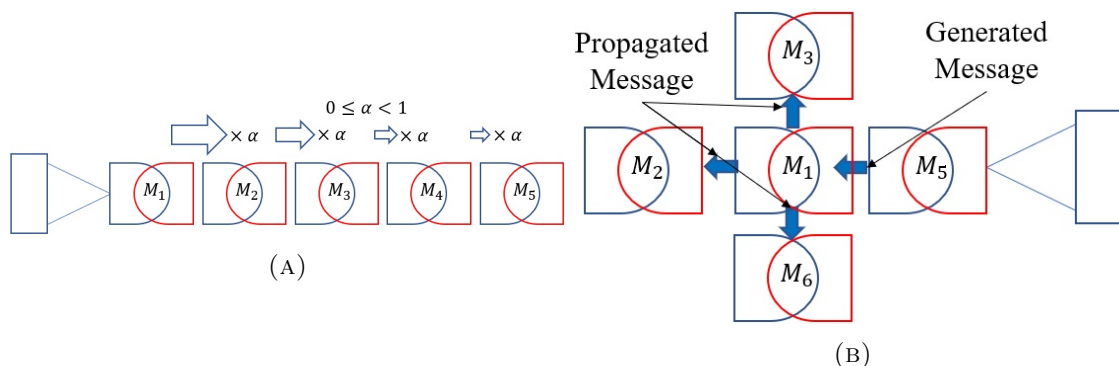 0 ≤ α < 1
× α
× α
× α
× α
M₁
M₂
M₃
M₄
M₅
(A)
Propagated
Message
Generated
Message
M₃
M₂
M₁
M₅
M₆
(B)